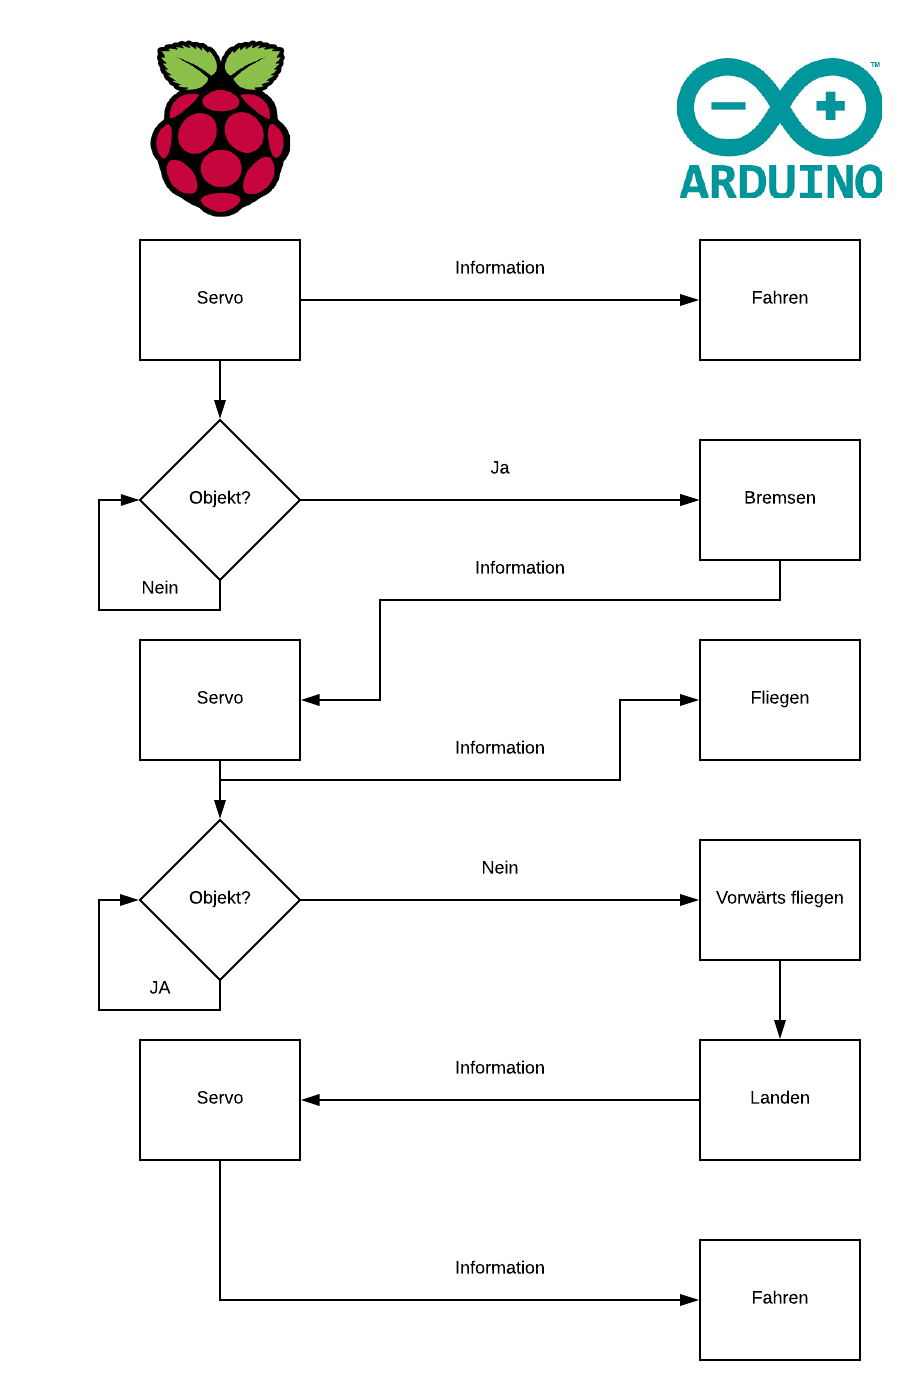 ™
ARDUINO
Information
Servo
Fahren
Ja
Objekt?
Bremsen
Information
Nein
Servo
Fliegen
Information
Nein
Objekt?
Vorwärts fliegen
JA
Information
Servo
Landen
Information
Fahren